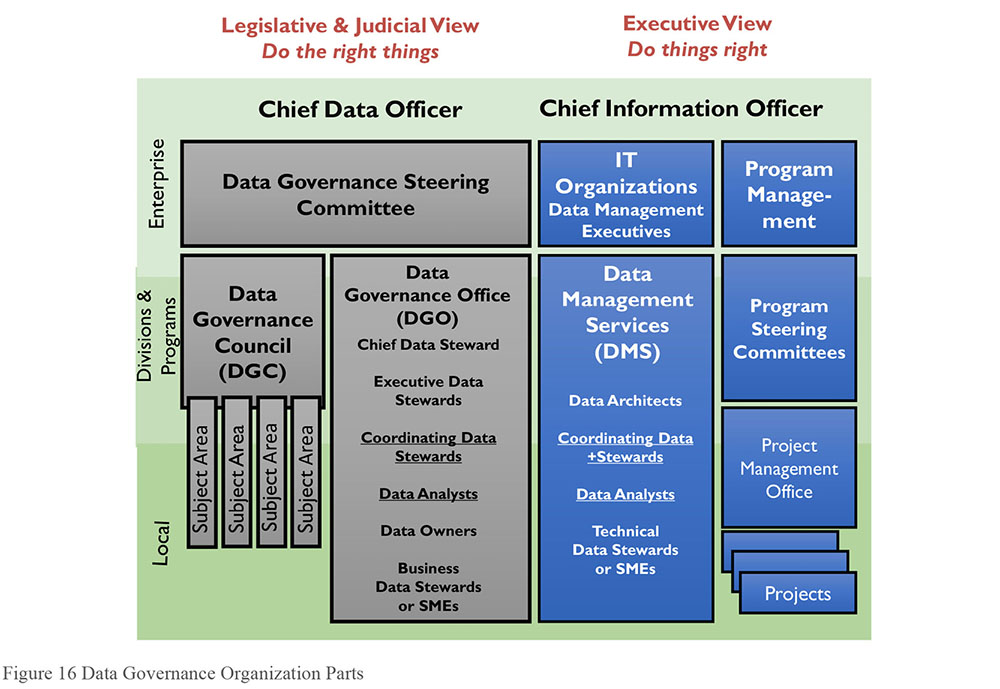 Legislative & Judicial View
Do the right things
Executive View
Do things right
Chief Data Officer
Chief Information Officer
Enterprise
Data Governance Steering
Committee
IT
Organizations
Data Management
Executives
Program
Manage-
ment
Divisions &
Programs
Data
Governance
Council
(DGC)
Data
Governance Office
(DGO)
Chief Data Steward
Executive Data
Stewards
Coordinating Data
Stewards
Data Analysts
Data Owners
Business
Data Stewards
or SMEs
Data
Management
Services
(DMS)
Data Architects
Coordinating Data
+Stewards
Data Analysts
Technical
Data Stewards
or SMEs
Program
Steering
Committees
Local
Subject Area
Subject Area
Subject Area
Subject Area
Project
Management
Office
Projects
Figure 16 Data Governance Organization Parts